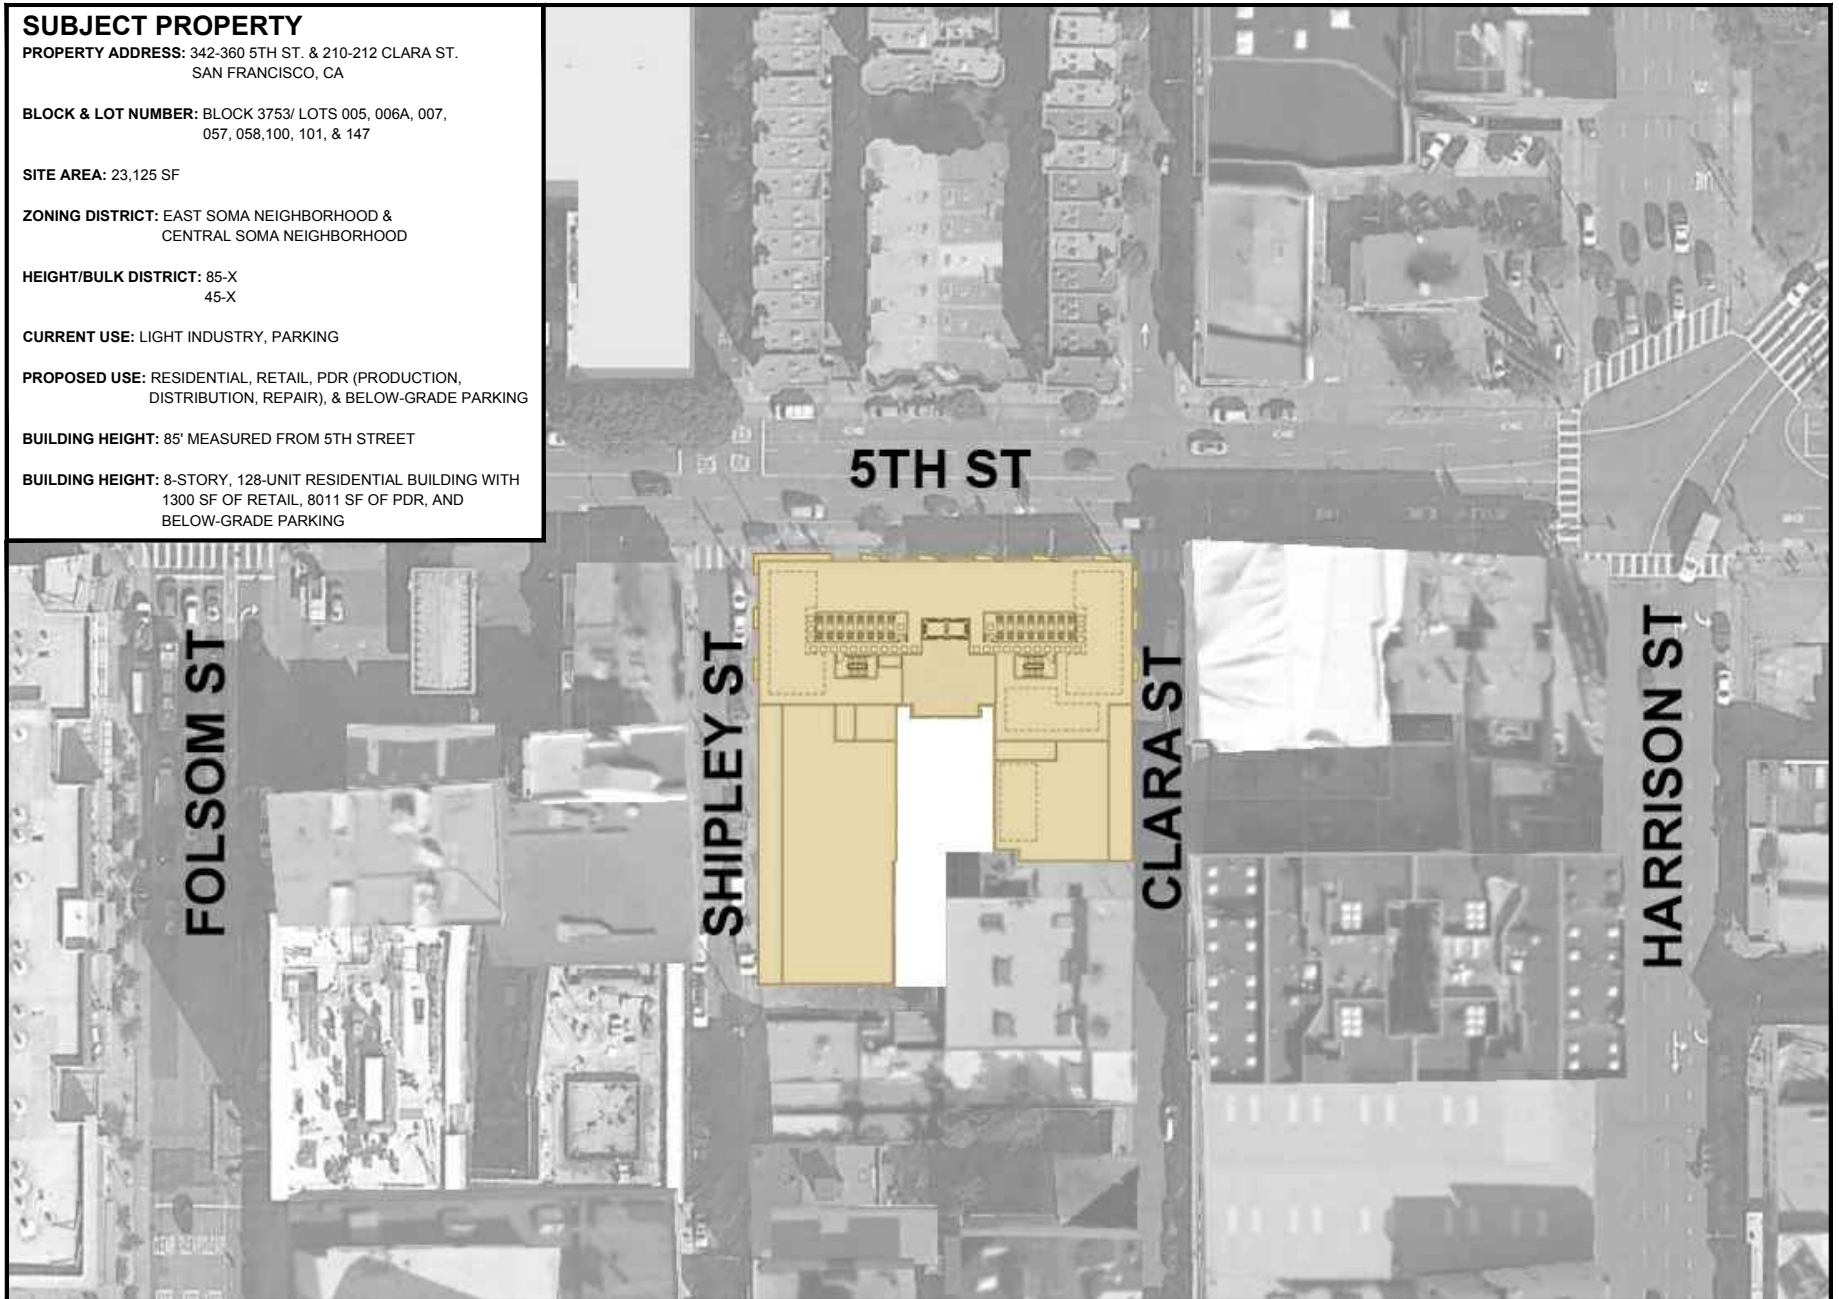 SUBJECT PROPERTY
PROPERTY ADDRESS: 342-360 5TH ST. & 210-212 CLARA ST.
SAN FRANCISCO, CA
BLOCK & LOT NUMBER: BLOCK 3753/ LOTS 005, 006A, 007,
057, 058,100, 101, & 147
SITE AREA: 23,125 SF
ZONING DISTRICT: EAST SOMA NEIGHBORHOOD &
CENTRAL SOMA NEIGHBORHOOD
HEIGHT/BULK DISTRICT: 85-X
45-X
CURRENT USE: LIGHT INDUSTRY, PARKING
PROPOSED USE: RESIDENTIAL, RETAIL, PDR (PRODUCTION,
DISTRIBUTION, REPAIR), & BELOW-GRADE PARKING
BUILDING HEIGHT: 85' MEASURED FROM 5TH STREET
BUILDING HEIGHT: 8-STORY, 128-UNIT RESIDENTIAL BUILDING WITH
1300 SF OF RETAIL, 8011 SF OF PDR, AND
BELOW-GRADE PARKING
5TH ST
FOLSOM ST
SHIPLEY ST
CLARA ST
HARRISON ST